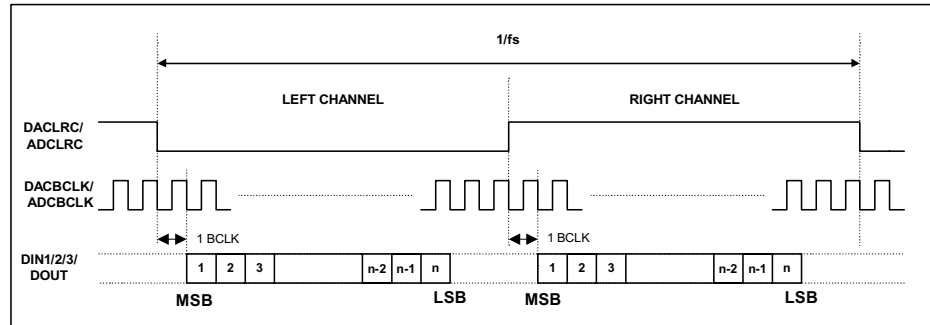 1/fs
LEFT CHANNEL
RIGHT CHANNEL
DACLRC/
ADCLRC
DACBCLK/
ADCBCLK
1 BCLK
1 BCLK
DIN1/2/3/
DOUT
1 2 3 n-2 n-1 n 1 2 3 n-2 n-1 n
MSB LSB MSB LSB